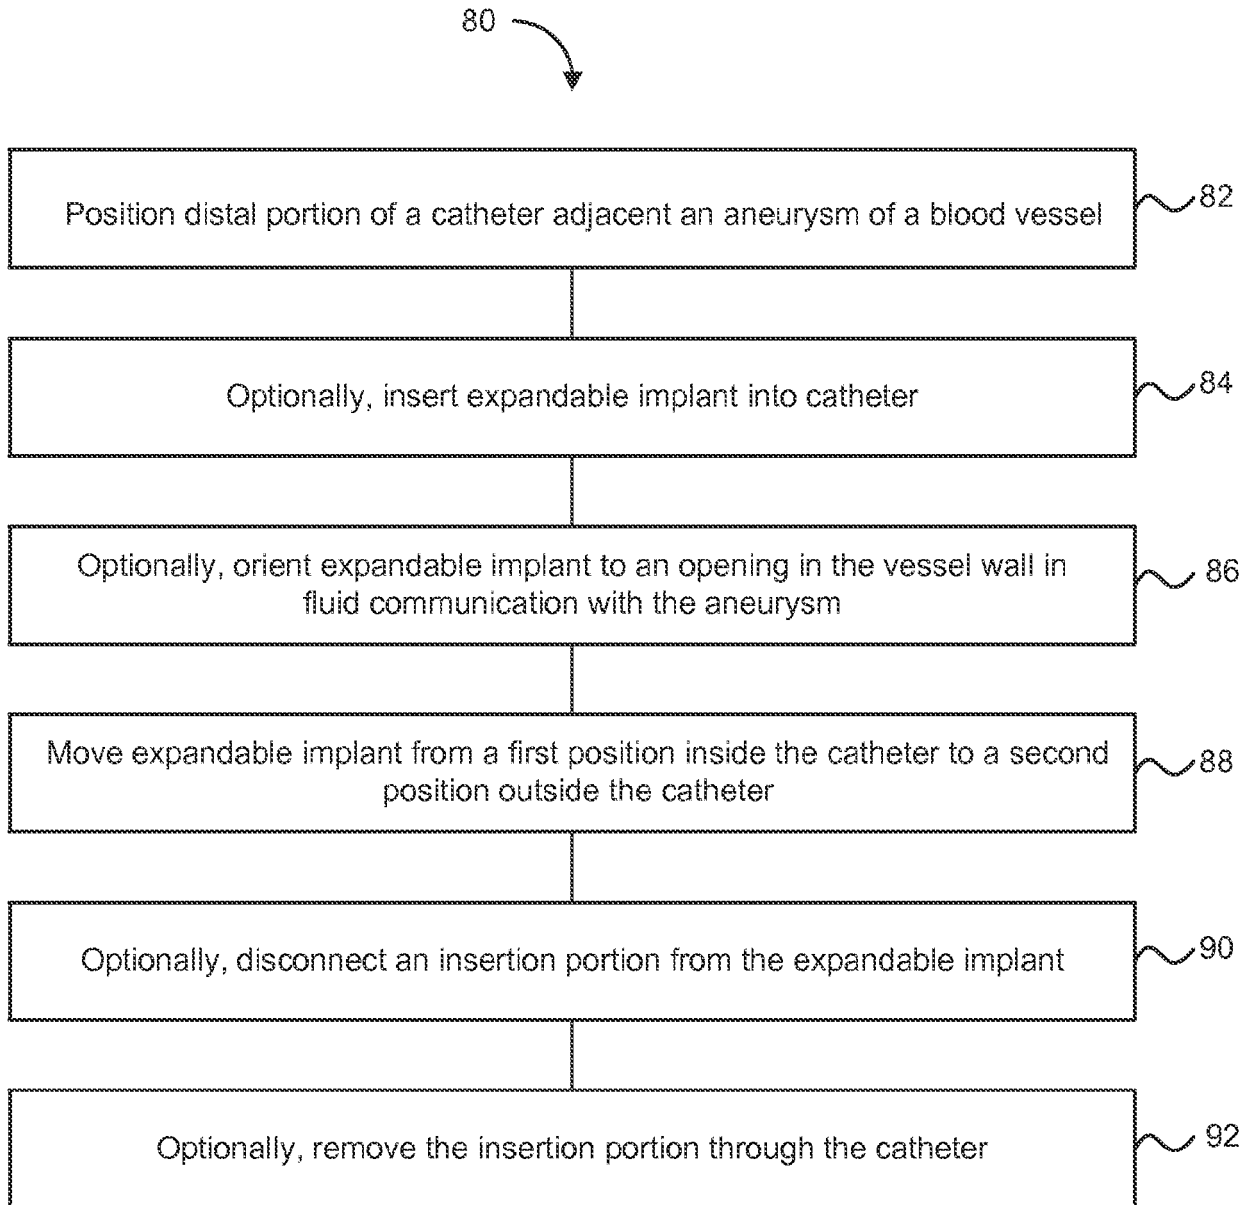 80
Position distal portion of a catheter adjacent an aneurysm of a blood vessel
82
Optionally, insert expandable implant into catheter
84
Optionally, orient expandable implant to an opening in the vessel wall in
fluid communication with the aneurysm
86
Move expandable implant from a first position inside the catheter to a second
position outside the catheter
88
Optionally, disconnect an insertion portion from the expandable implant
90
Optionally, remove the insertion portion through the catheter
92